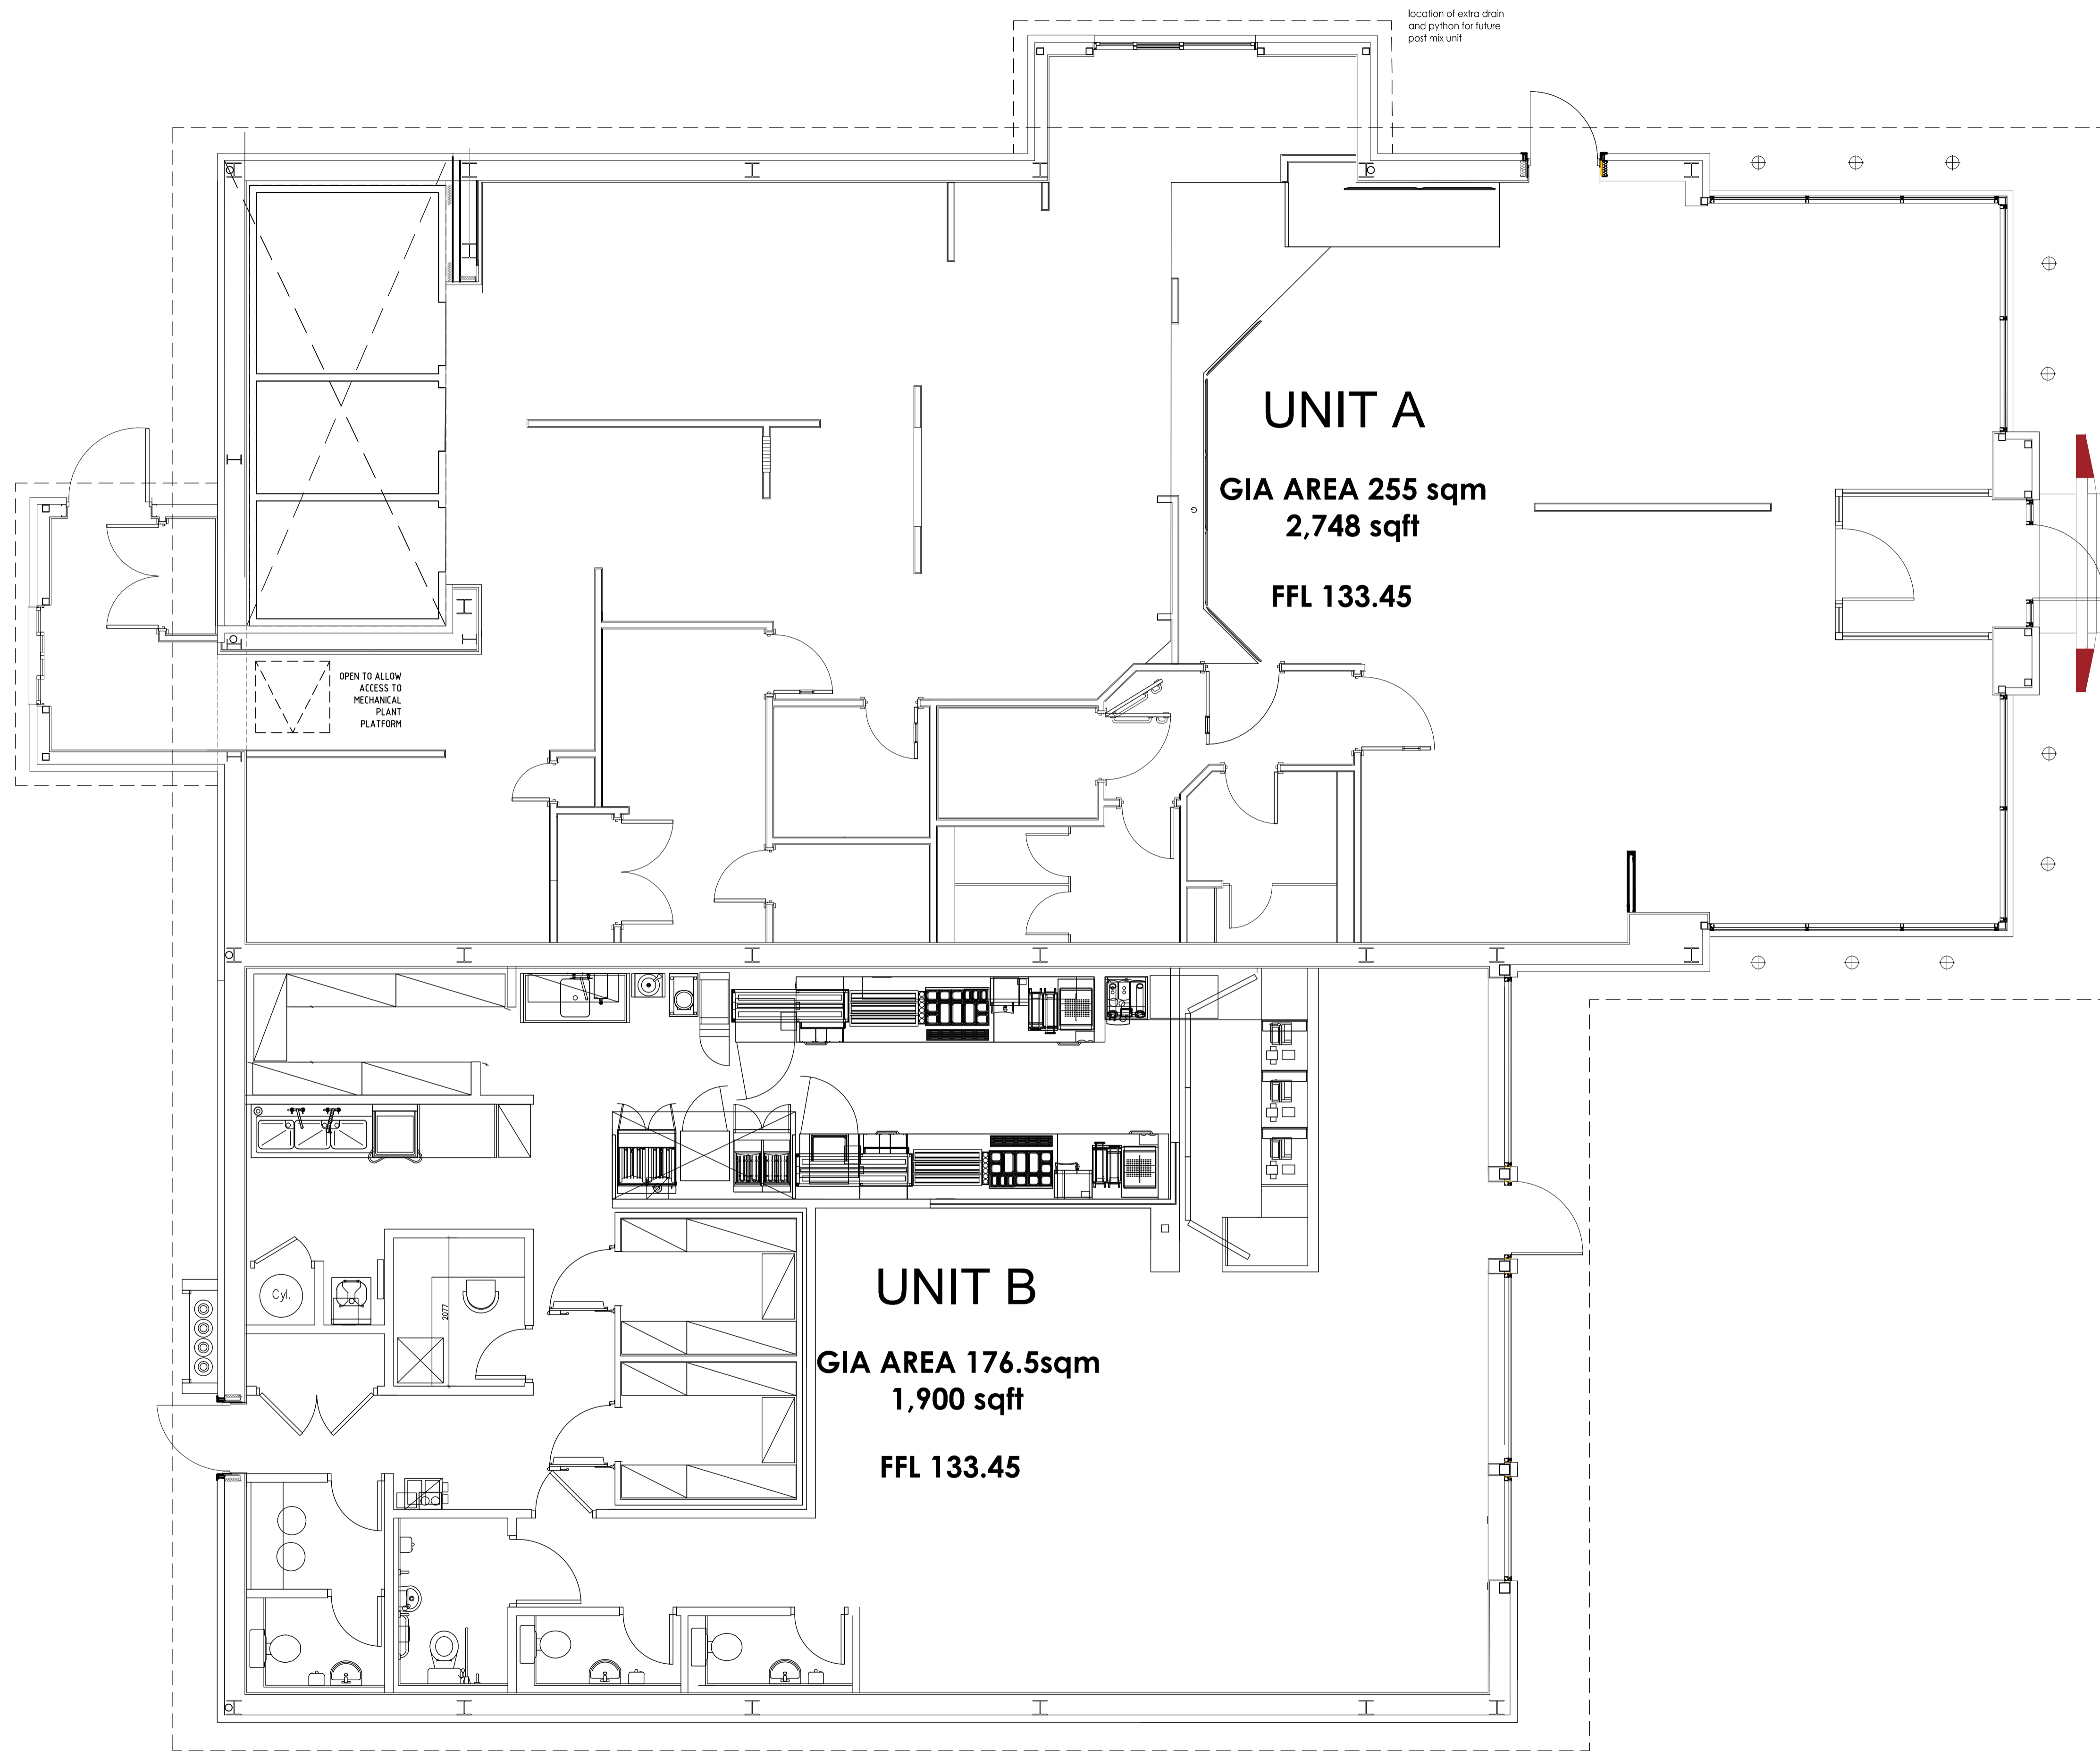 location of extra drain
and python for future
post mix unit
UNIT A
GIA AREA 255 sqm
2,748 sqft
FFL 133.45
OPEN TO ALLOW
ACCESS TO
MECHANICAL
PLANT
PLATFORM
UNIT B
GIA AREA 176.5sqm
1,900 sqft
FFL 133.45
Cyl.
2077